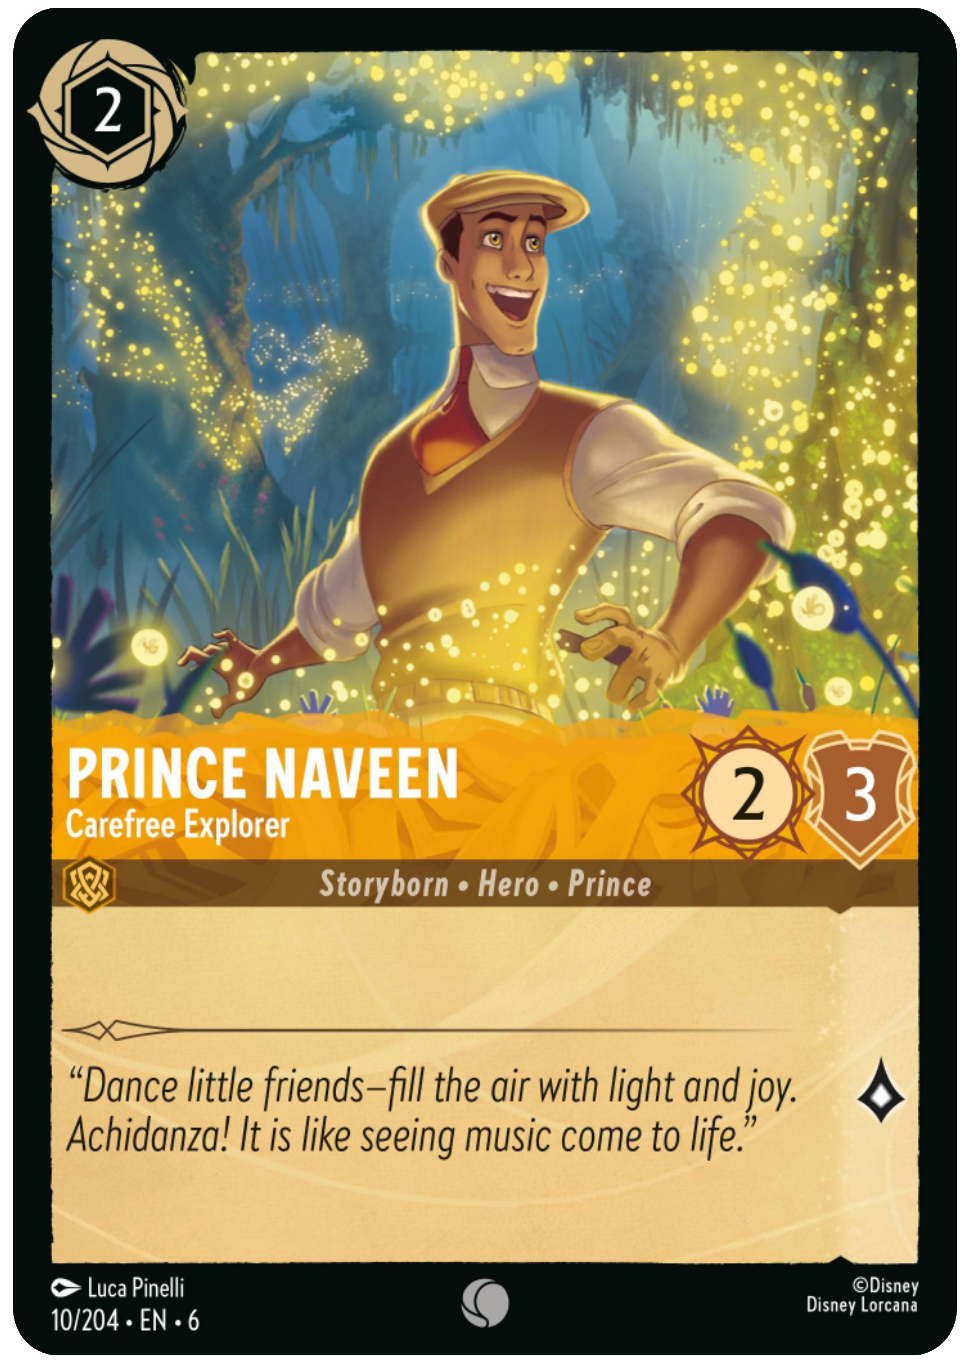 2
PRINCE NAVEEN
Carefree Explorer
2
3
Storyborn • Hero • Prince
“Dance little friends–fill the air with light and joy.
Achidanza! It is like seeing music come to life.”
Luca Pinelli
10/204 • EN • 6
©Disney
Disney Lorcana